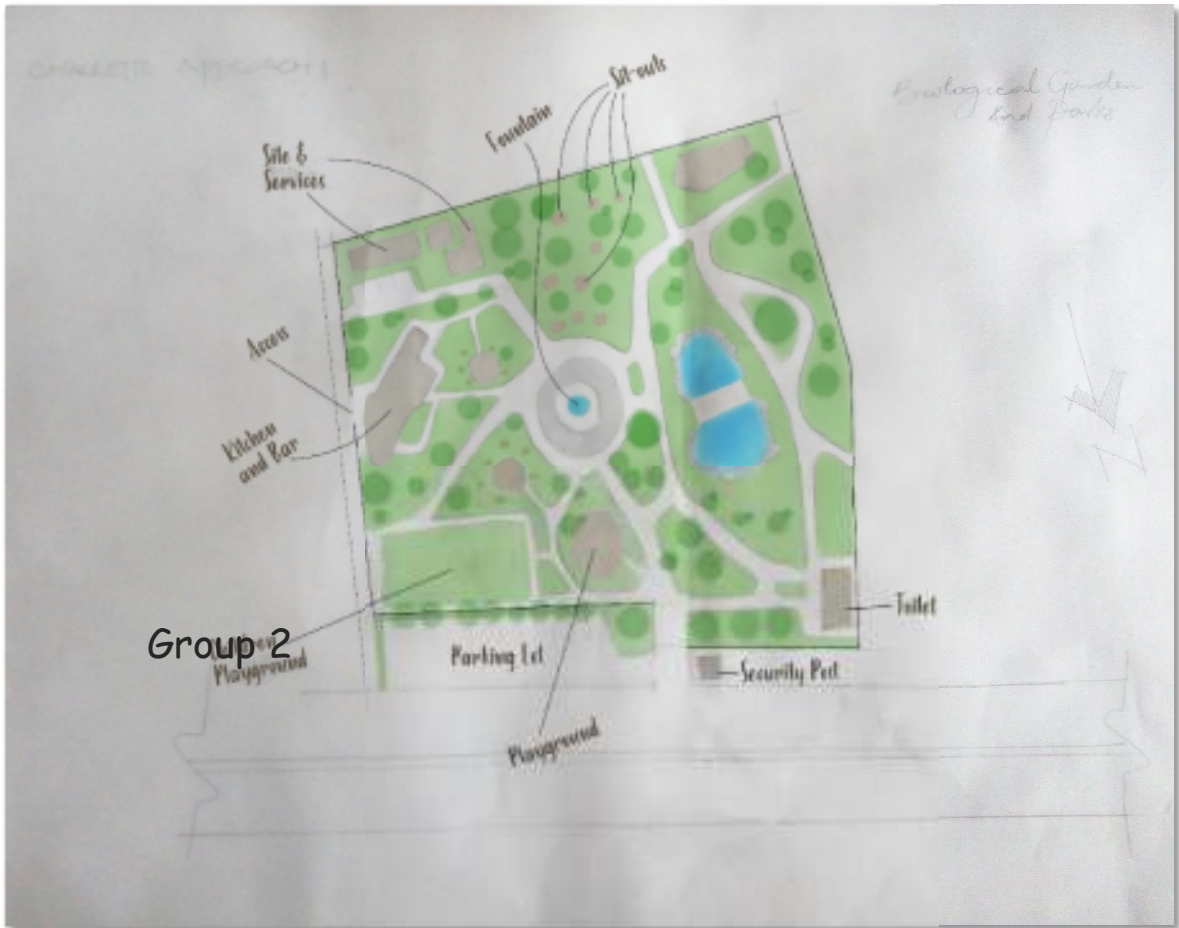 CHARRETTE APPROACH 1
Biological Garden
and Parks
Sit-outs
Fountain
Site &
Services
Access
Kitchen
and Bar
Toilet
Group 2
Playground
Parking Lot
Security Post
Playground